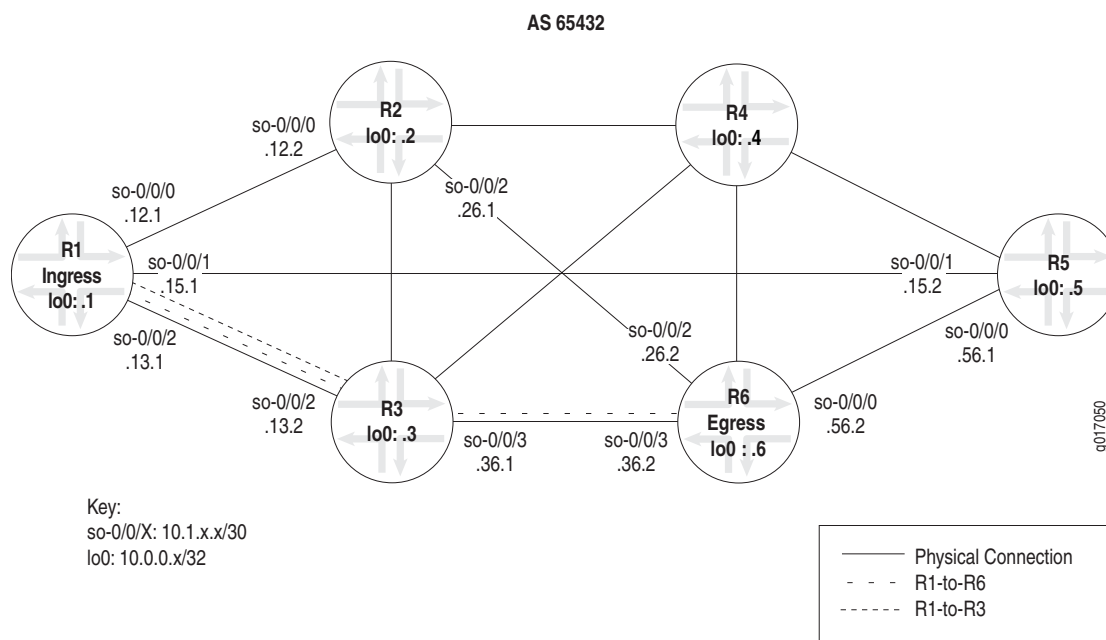 AS 65432
R2
lo0: .2
R4
lo0: .4
so-0/0/0
.12.2
so-0/0/2
.26.1
so-0/0/0
.12.1
R1
Ingress
lo0: .1
so-0/0/1
.15.1
so-0/0/1
.15.2
R5
lo0: .5
so-0/0/2
.13.1
so-0/0/2
.26.2
so-0/0/0
.56.1
so-0/0/2
.13.2
R3
lo0: .3
R6
Egress
lo0 : .6
so-0/0/0
.56.2
so-0/0/3
.36.1
so-0/0/3
.36.2
g017050
Key:
so-0/0/X: 10.1.x.x/30
lo0: 10.0.0.x/32
Physical Connection
R1-to-R6
R1-to-R3